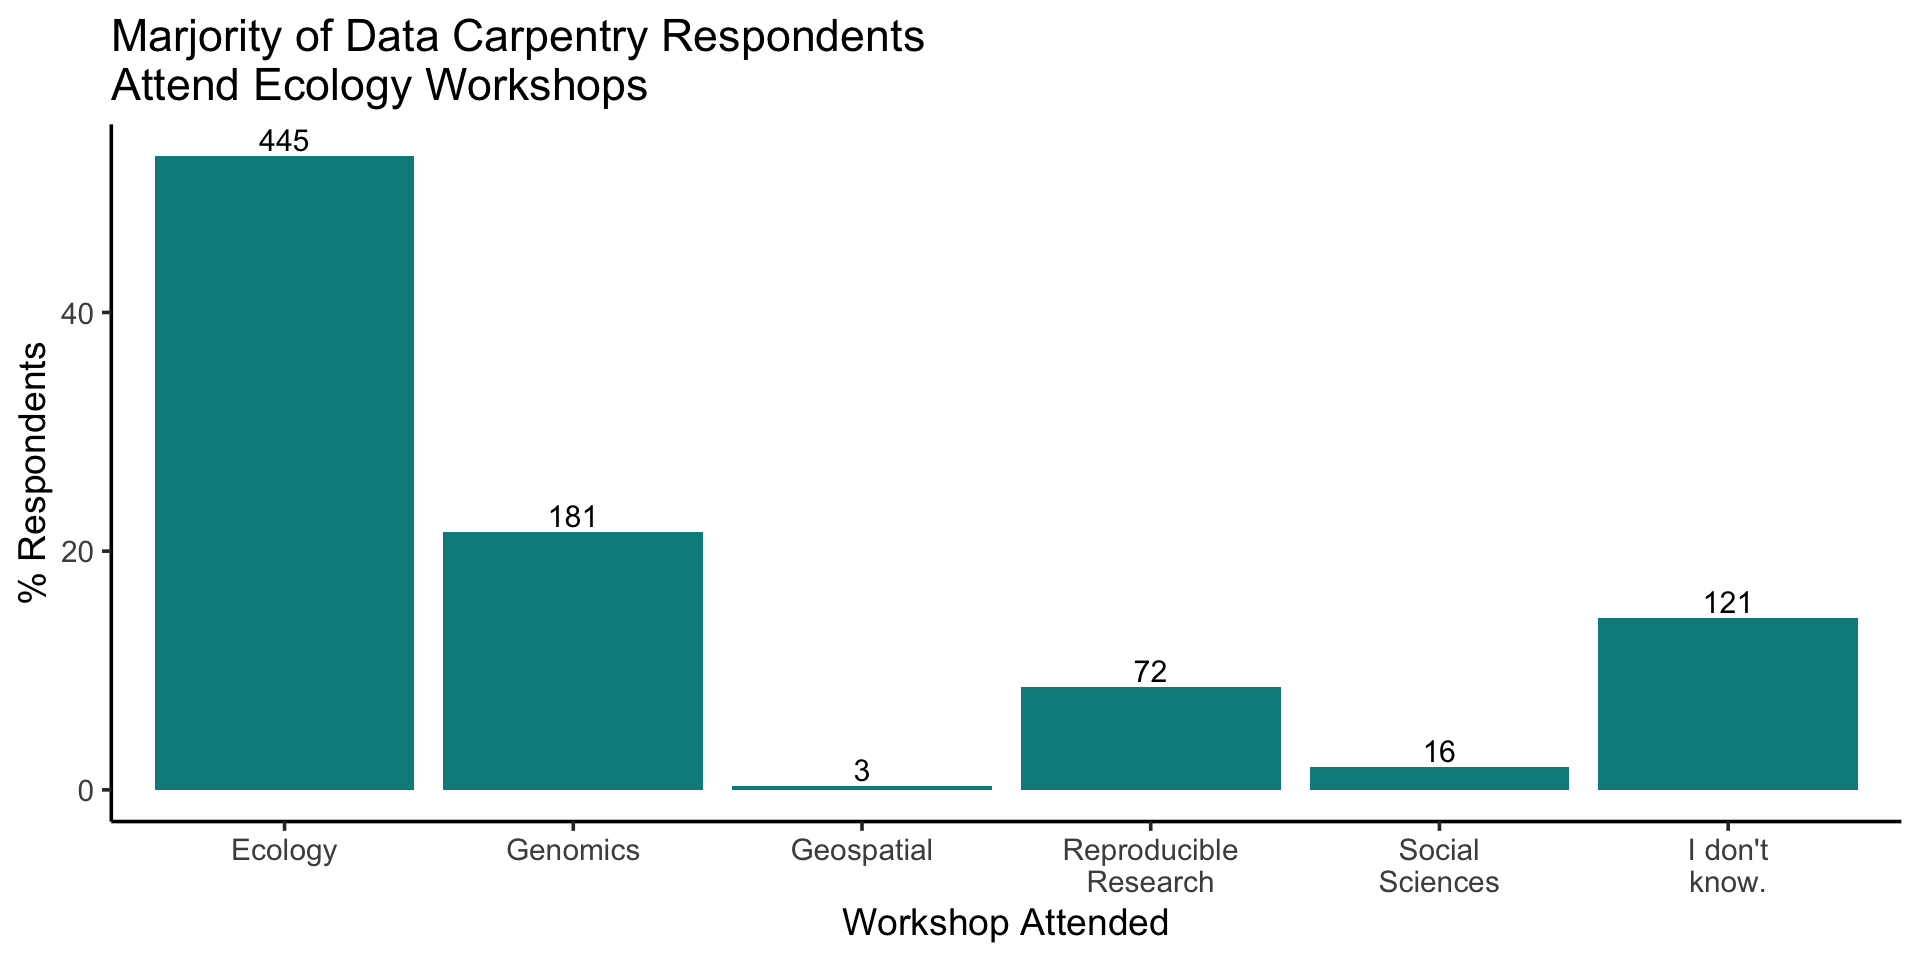 Marjority of Data Carpentry Respondents
Attend Ecology Workshops
445
181
3
72
16
121
40
20
0
% Respondents
Ecology
Genomics
Geospatial
Reproducible
Research
Social
Sciences
I don't
know.
Workshop Attended